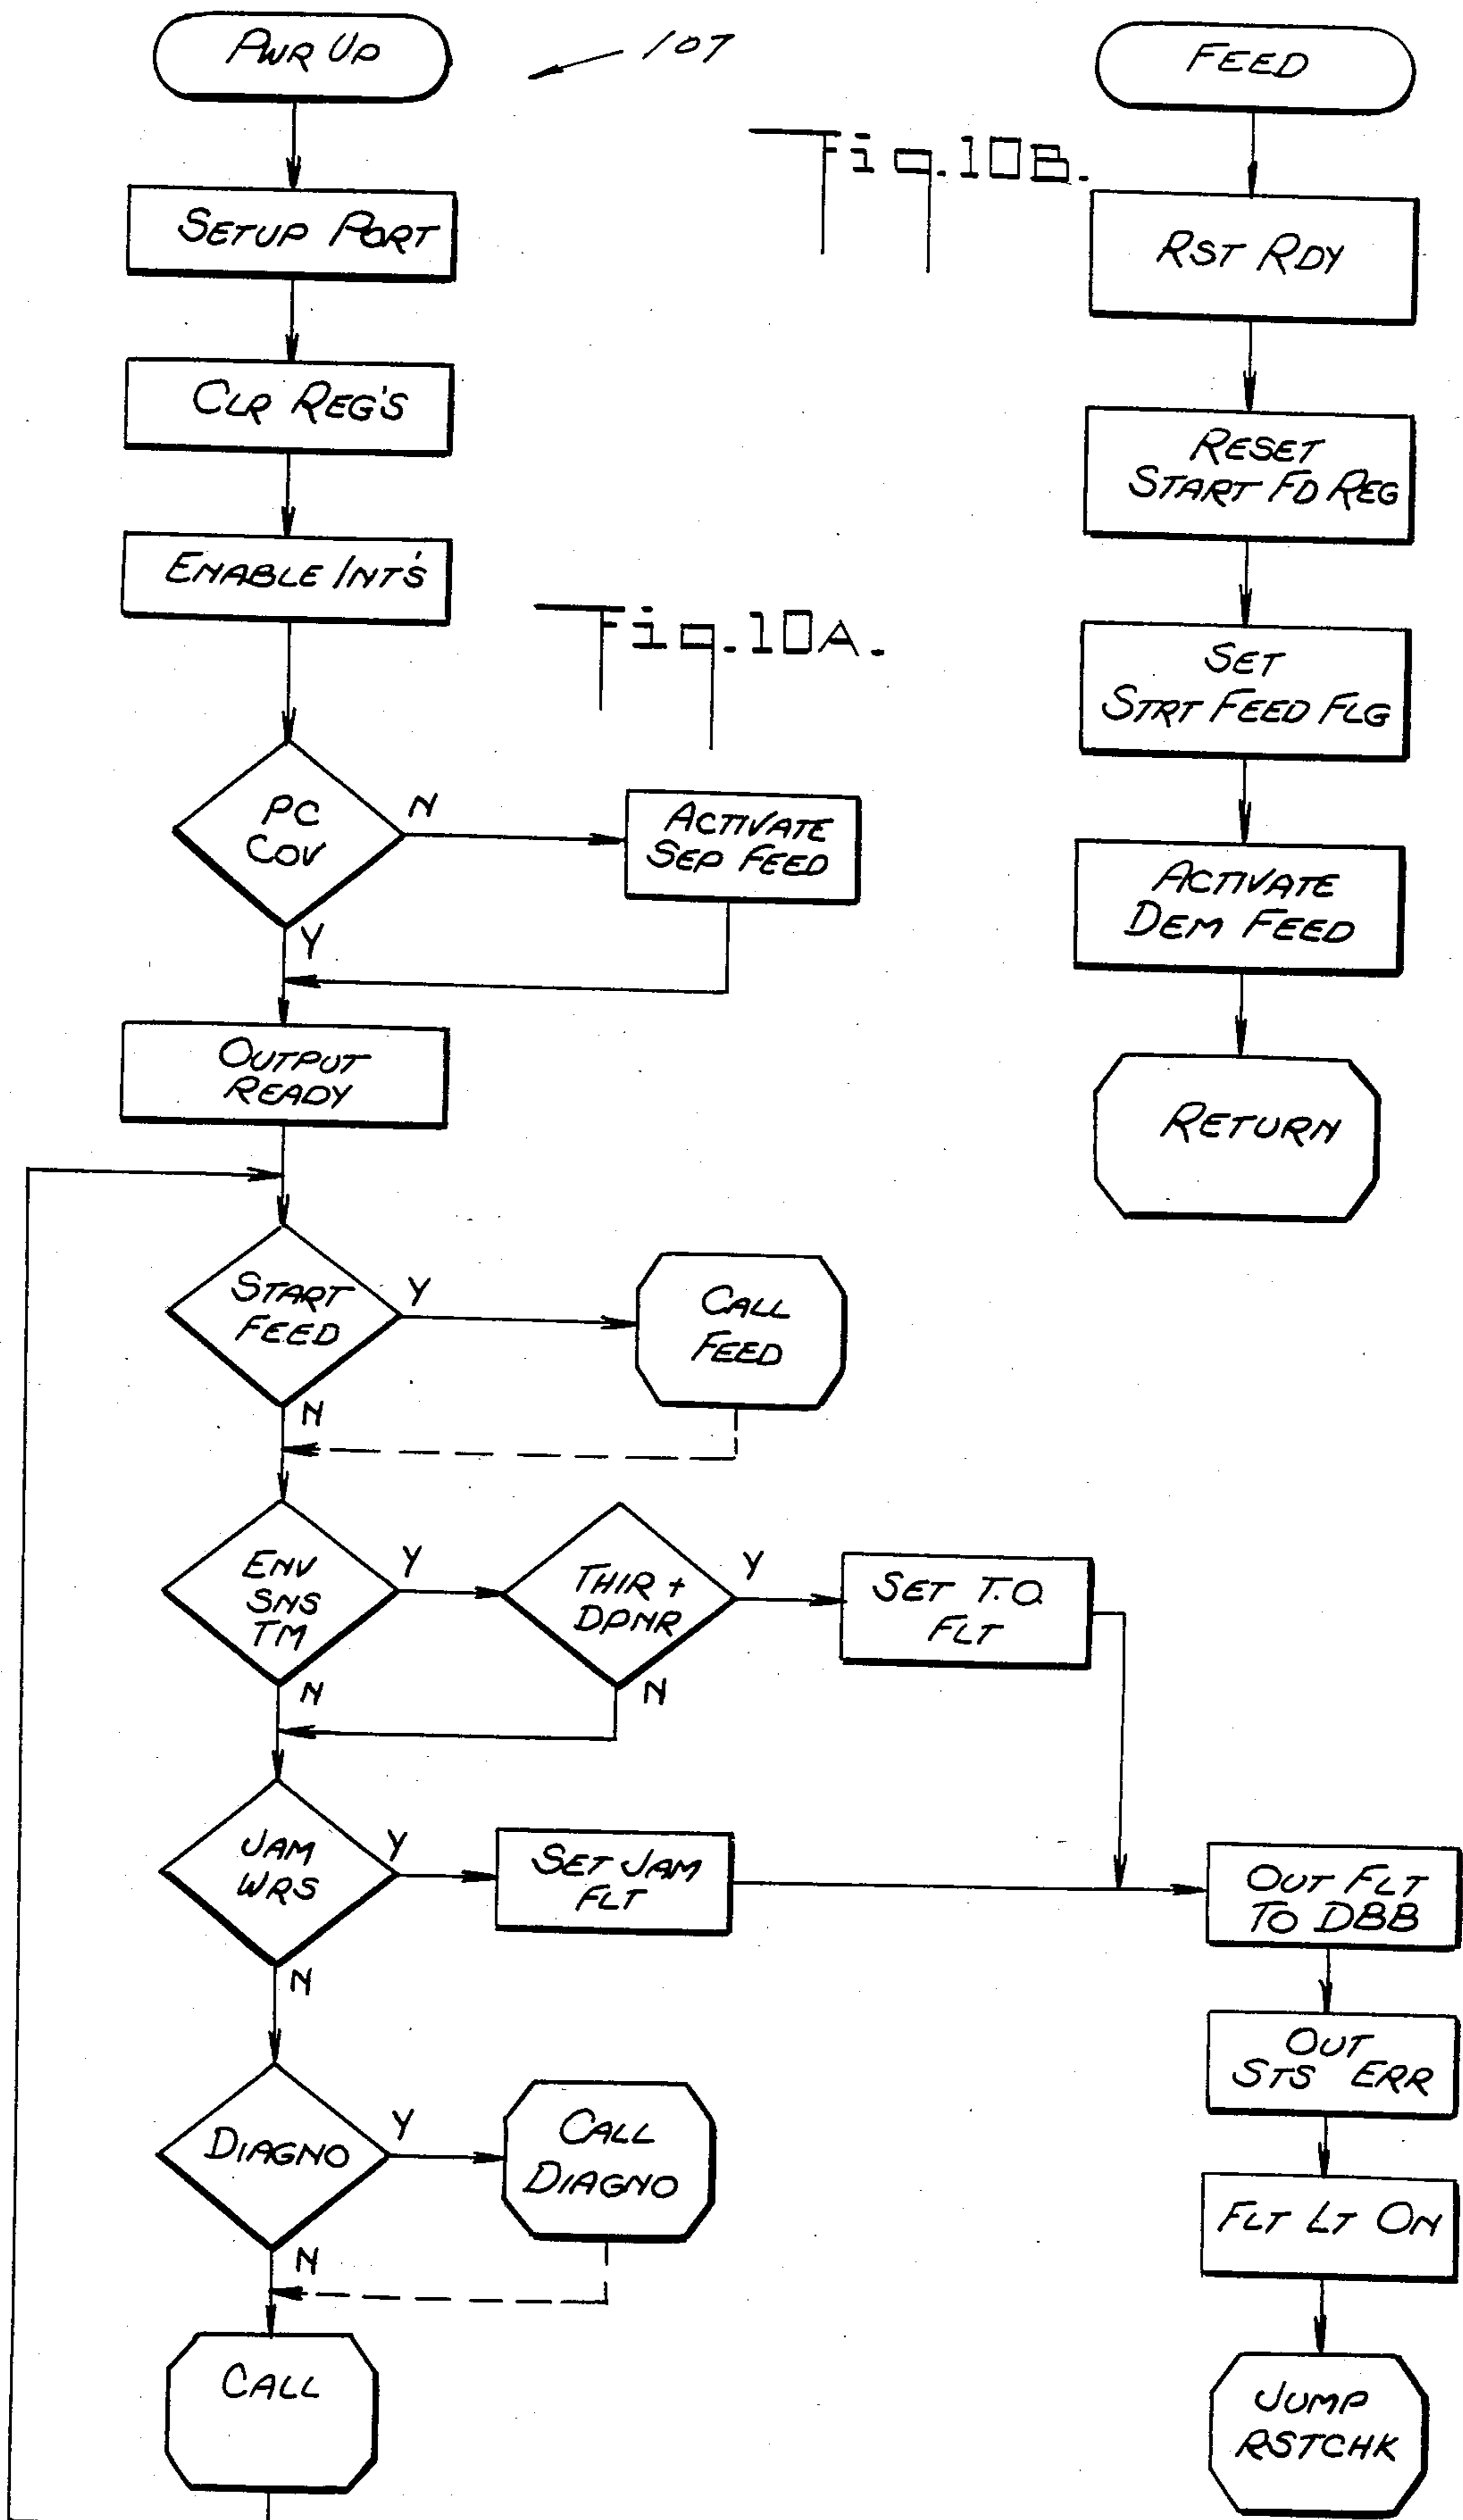 PWR UP
107
SETUP PORT
CLR REG'S
ENABLE INT'S
Fig. 10A.
PC
COV
N
ACTIVATE
SEP FEED
Y
OUTPUT
READY
START
FEED
Y
CALL
FEED
N
ENV
SNS
TM
Y
THIR +
DPNR
Y
SET T.O
FLT
N
N
JAM
WRS
Y
SET JAM
FLT
OUT FLT
TO DBB
N
OUT
STS ERR
DIAGNO
Y
CALL
DIAGNO
FLT LT ON
N
CALL
JUMP
RSTCHK
Fig. 10B.
FEED
RST RDY
RESET
START FD REG
SET
STRT FEED FLG
ACTIVATE
DEM FEED
RETURN